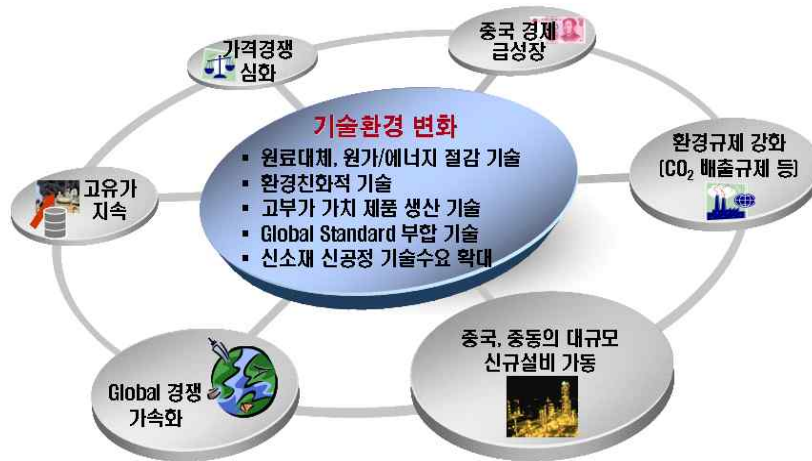 가격경쟁
심화
중국 경제
급성장
기술환경 변화
▪ 원료대체, 원가/에너지 절감 기술
▪ 환경친화적 기술
▪ 고부가 가치 제품 생산 기술
▪ Global Standard 부합 기술
▪ 신소재 신공정 기술수요 확대
환경규제 강화
(CO₂ 배출규제 등)
고유가
지속
Global 경쟁
가속화
중국, 중동의 대규모
신규설비 가동